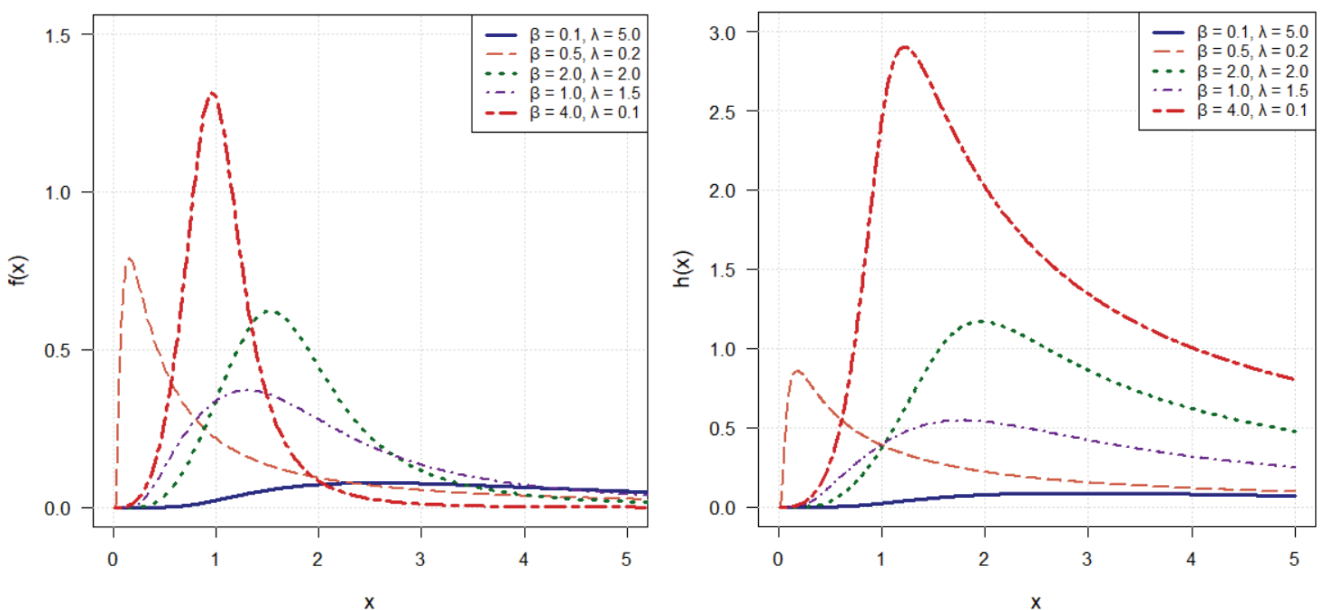 1.5
1.0
0.5
0.0
f(x)
β = 0.1, λ = 5.0
β = 0.5, λ = 0.2
β = 2.0, λ = 2.0
β = 1.0, λ = 1.5
β = 4.0, λ = 0.1
0 1 2 3 4 5
x
3.0
2.5
2.0
1.5
1.0
0.5
0.0
h(x)
β = 0.1, λ = 5.0
β = 0.5, λ = 0.2
β = 2.0, λ = 2.0
β = 1.0, λ = 1.5
β = 4.0, λ = 0.1
0 1 2 3 4 5
x